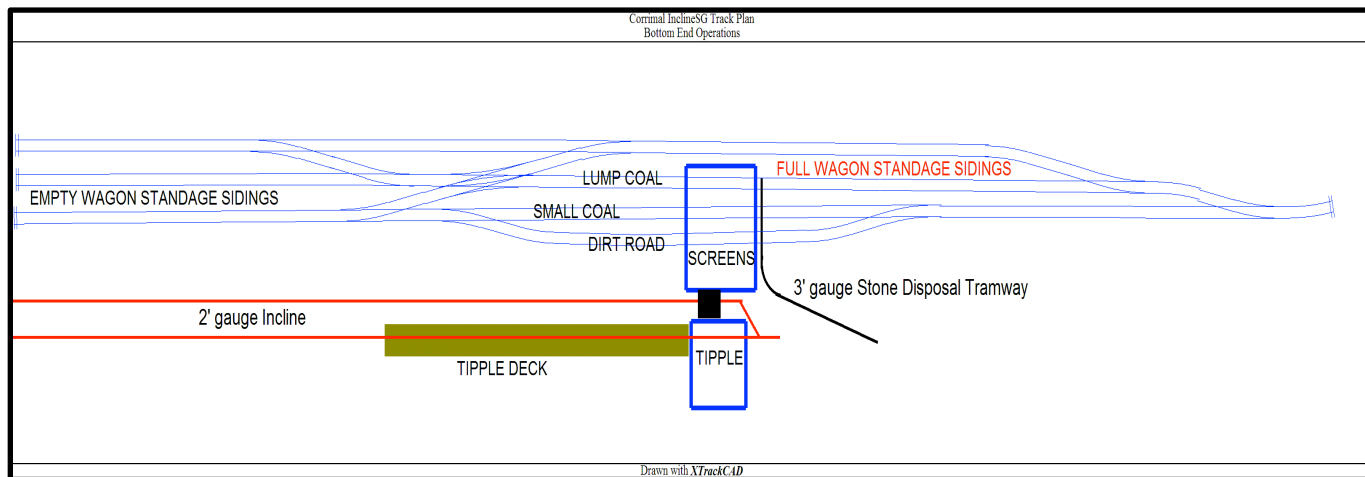 Corrimal InclineSG Track Plan
Bottom End Operations
FULL WAGON STANDAGE SIDINGS
LUMP COAL
EMPTY WAGON STANDAGE SIDINGS
SMALL COAL
DIRT ROAD
SCREENS
3' gauge Stone Disposal Tramway
2' gauge Incline
TIPPLE
TIPPLE DECK
Drawn with XTrackCAD